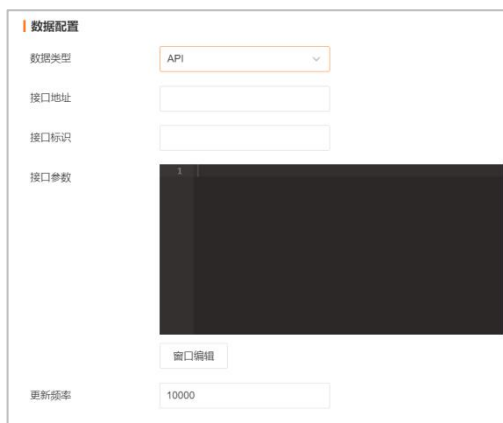 数据配置
数据类型 API
接口地址
接口标识
接口参数 1
窗口编辑
更新频率 10000